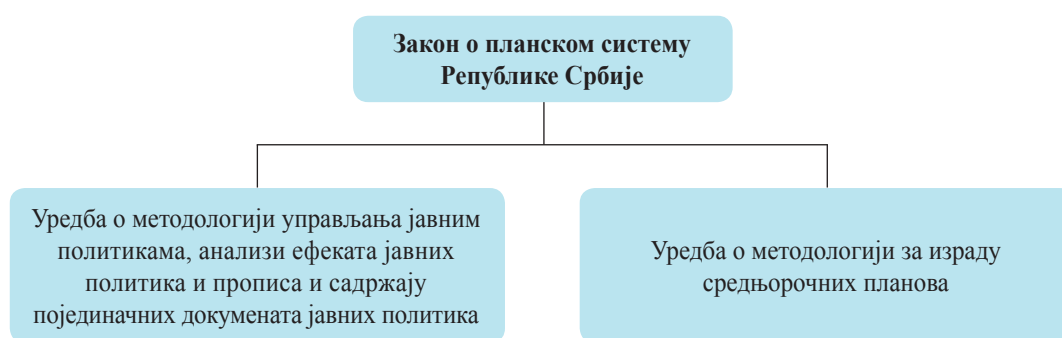 Закон о планском систему
Републике Србије
Уредба о методологији управљања јавним
политикама, анализи ефеката јавних
политика и прописа и садржају
појединачних докумената јавних политика
Уредба о методологији за израду
средњорочних планова